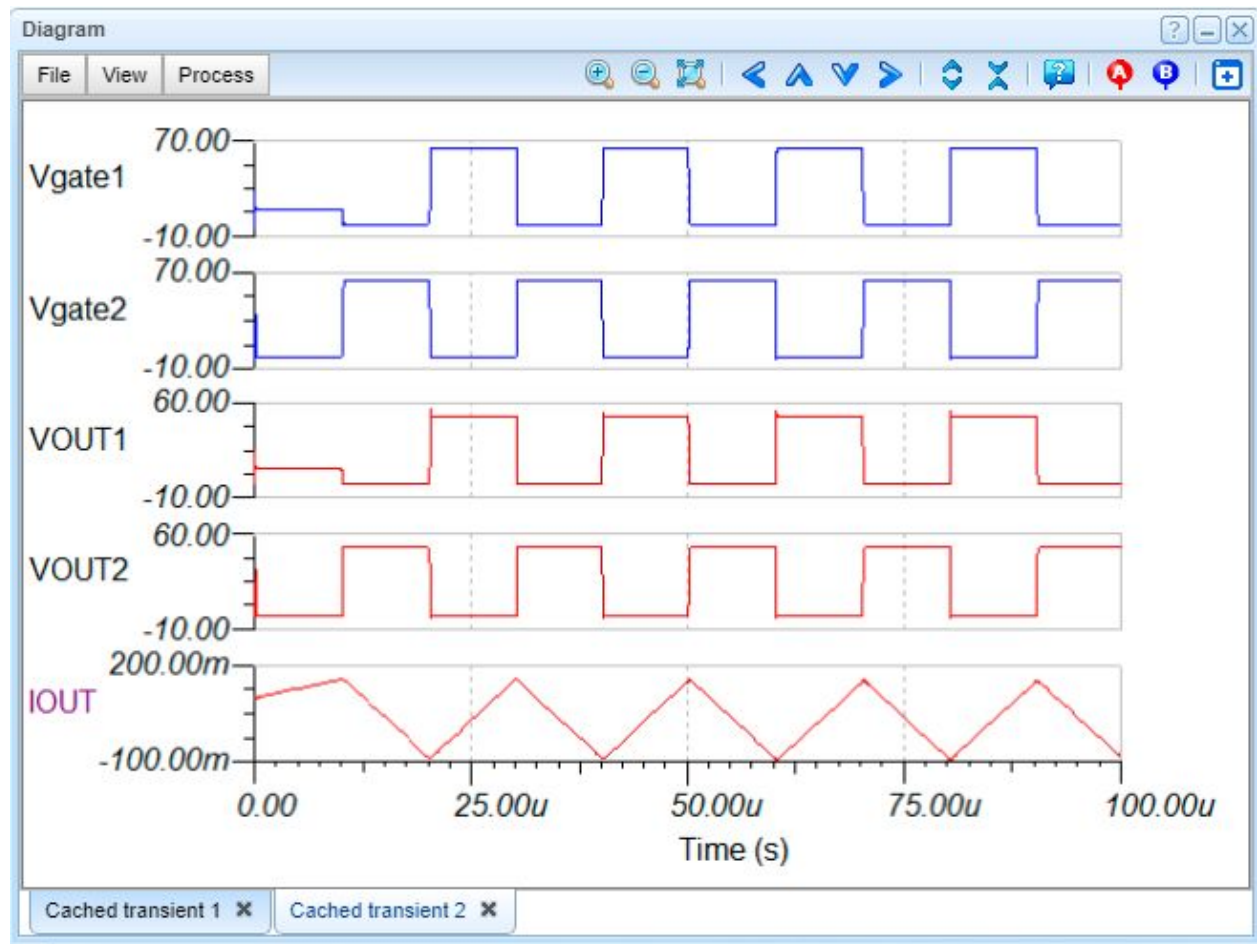 Diagram
File View Process
A B
70.00
Vgate1
-10.00
70.00
Vgate2
-10.00
60.00
VOUT1
-10.00
60.00
VOUT2
-10.00
200.00m
IOUT
-100.00m
0.00 25.00u 50.00u 75.00u 100.00u
Time (s)
Cached transient 1 Cached transient 2